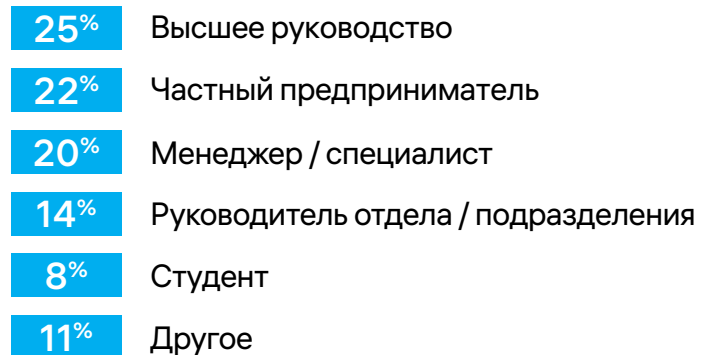 25% Высшее руководство
22% Частный предприниматель
20% Менеджер / специалист
14% Руководитель отдела / подразделения
8% Студент
11% Другое